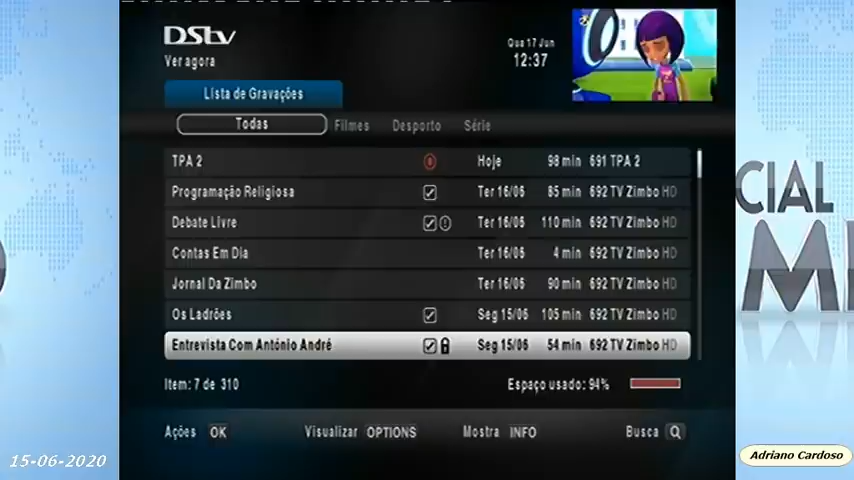 DStv
Ver agora
Qua 17 Jun
12:37
Lista de Gravações
Todas Filmes Desporto Série
TPA 2 Hoje 98 min 691 TPA 2
Programação Religiosa Ter 16/06 85 min 692 TV Zimbo HD
Debate Livre Ter 16/06 110 min 692 TV Zimbo HD
Contas Em Dia Ter 16/06 4 min 692 TV Zimbo HD
Jornal Da Zimbo Ter 16/06 90 min 692 TV Zimbo HD
Os Ladrões Seg 15/06 105 min 692 TV Zimbo HD
Entrevista Com António André Seg 15/06 54 min 692 TV Zimbo HD
Item: 7 de 310 Espaço usado: 94%
Ações OK Visualizar OPTIONS Mostra INFO Busca
CIAL
15-06-2020
Adriano Cardoso